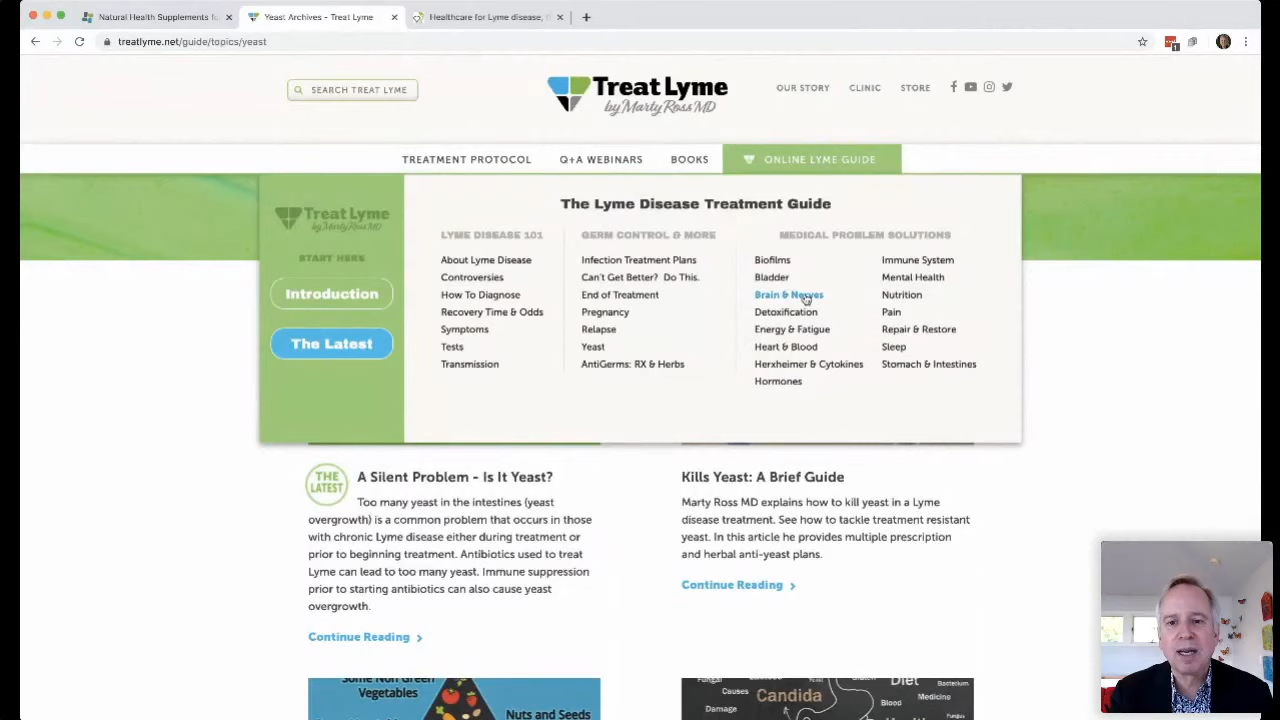 Natural Health Supplements fo
Yeast Archives - Treat Lyme
Healthcare for Lyme disease, t
treatlyme.net/guide/topics/yeast
SEARCH TREAT LYME
Treat Lyme
by Marty Ross MD
OUR STORY
CLINIC
STORE
TREATMENT PROTOCOL
Q+A WEBINARS
BOOKS
ONLINE LYME GUIDE
Treat Lyme
by Marty Ross MD
START HERE
Introduction
The Latest
The Lyme Disease Treatment Guide
LYME DISEASE 101
About Lyme Disease
Controversies
How To Diagnose
Recovery Time & Odds
Symptoms
Tests
Transmission
GERM CONTROL & MORE
Infection Treatment Plans
Can't Get Better? Do This.
End of Treatment
Pregnancy
Relapse
Yeast
AntiGerms: RX & Herbs
MEDICAL PROBLEM SOLUTIONS
Biofilms
Bladder
Brain & Nerves
Detoxification
Energy & Fatigue
Heart & Blood
Herxheimer & Cytokines
Hormones
Immune System
Mental Health
Nutrition
Pain
Repair & Restore
Sleep
Stomach & Intestines
THE
LATEST
A Silent Problem - Is It Yeast?
Too many yeast in the intestines (yeast
overgrowth) is a common problem that occurs in those
with chronic Lyme disease either during treatment or
prior to beginning treatment. Antibiotics used to treat
Lyme can lead to too many yeast. Immune suppression
prior to starting antibiotics can also cause yeast
overgrowth.
Continue Reading
Kills Yeast: A Brief Guide
Marty Ross MD explains how to kill yeast in a Lyme
disease treatment. See how to tackle treatment resistant
yeast. In this article he provides multiple prescription
and herbal anti-yeast plans.
Continue Reading
Some Non Green
Vegetables
Nuts and Seeds
Fungal
Causes
Yeast
Diet
Bacterium
Candida
Blood
Medicine
Damage
Fungus